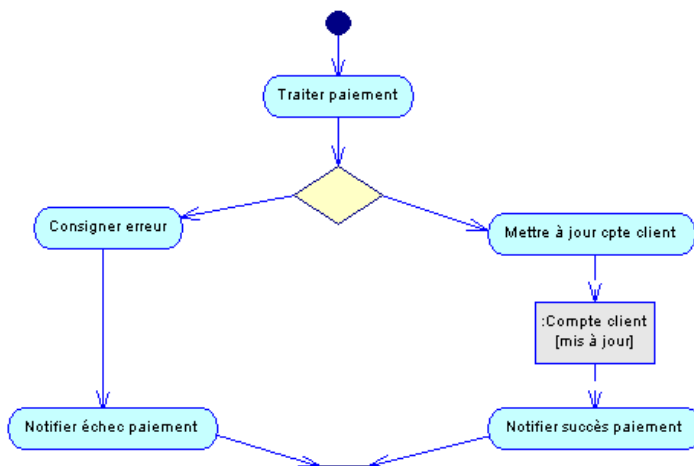 Traiter paiement
Consigner erreur
Mettre à jour cpte client
:Compte client
[mis à jour]
Notifier échec paiement
Notifier succès paiement